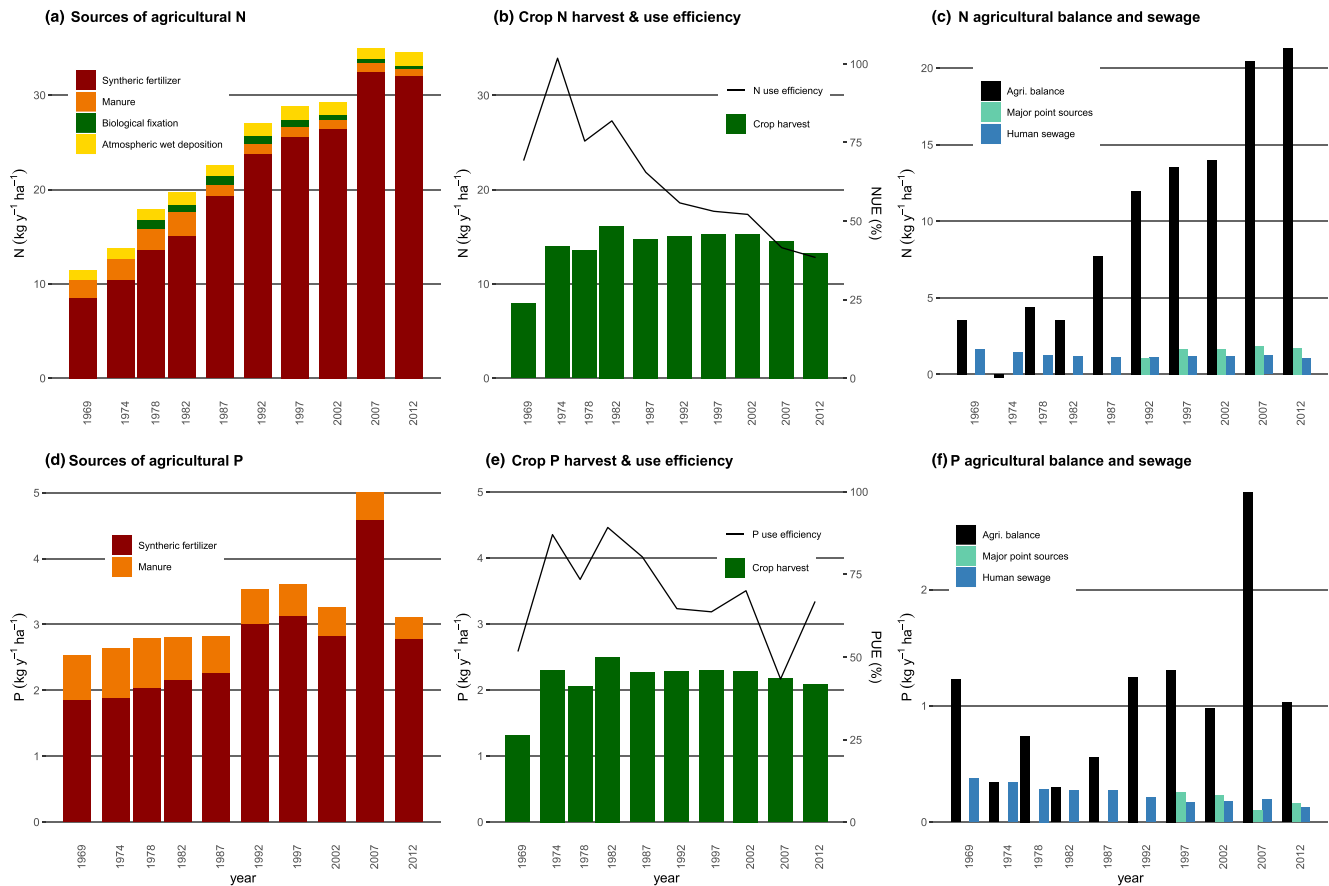 (a) Sources of agricultural N
Syntheric fertilizer
Manure
Biological fixation
Atmospheric wet deposition
N (kg y⁻¹ ha⁻¹)
30
20
10
0
1969 1974 1978 1982 1987 1992 1997 2002 2007 2012
(b) Crop N harvest & use efficiency
N use efficiency
Crop harvest
N (kg y⁻¹ ha⁻¹)
30
20
10
0
100
75
50
25
0
NUE (%)
1969 1974 1978 1982 1987 1992 1997 2002 2007 2012
(c) N agricultural balance and sewage
Agri. balance
Major point sources
Human sewage
N (kg y⁻¹ ha⁻¹)
20
15
10
5
0
1969 1974 1978 1982 1987 1992 1997 2002 2007 2012
(d) Sources of agricultural P
Syntheric fertilizer
Manure
P (kg y⁻¹ ha⁻¹)
5
4
3
2
1
0
1969 1974 1978 1982 1987 1992 1997 2002 2007 2012
year
(e) Crop P harvest & use efficiency
P use efficiency
Crop harvest
P (kg y⁻¹ ha⁻¹)
5
4
3
2
1
0
100
75
50
25
0
PUE (%)
1969 1974 1978 1982 1987 1992 1997 2002 2007 2012
year
(f) P agricultural balance and sewage
Agri. balance
Major point sources
Human sewage
P (kg y⁻¹ ha⁻¹)
2
1
0
1969 1974 1978 1982 1987 1992 1997 2002 2007 2012
year